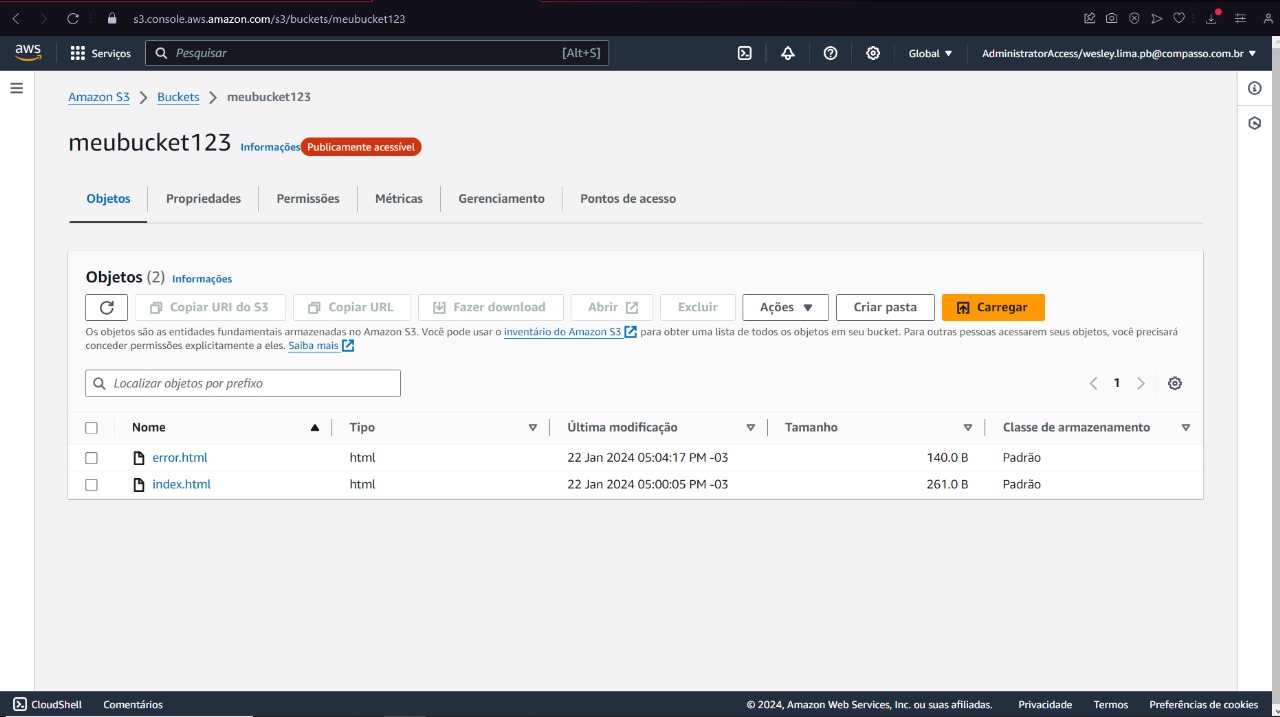 s3.console.aws.amazon.com/s3/buckets/meubucket123
aws Serviços Pesquisar [Alt+S] Global AdministratorAccess/wesley.lima.pb@compasso.com.br
Amazon S3 Buckets meubucket123
meubucket123 Informações Publicamente acessível
Objetos Propriedades Permissões Métricas Gerenciamento Pontos de acesso
Objetos (2) Informações
Copiar URI do S3 Copiar URL Fazer download Abrir Excluir Ações Criar pasta Carregar
Os objetos são as entidades fundamentais armazenadas no Amazon S3. Você pode usar o inventário do Amazon S3 para obter uma lista de todos os objetos em seu bucket. Para outras pessoas acessarem seus objetos, você precisará
conceder permissões explicitamente a eles. Saiba mais
Localizar objetos por prefixo 1
Nome Tipo Última modificação Tamanho Classe de armazenamento
error.html html 22 Jan 2024 05:04:17 PM -03 140.0 B Padrão
index.html html 22 Jan 2024 05:00:05 PM -03 261.0 B Padrão
CloudShell Comentários © 2024, Amazon Web Services, Inc. ou suas afiliadas. Privacidade Termos Preferências de cookies